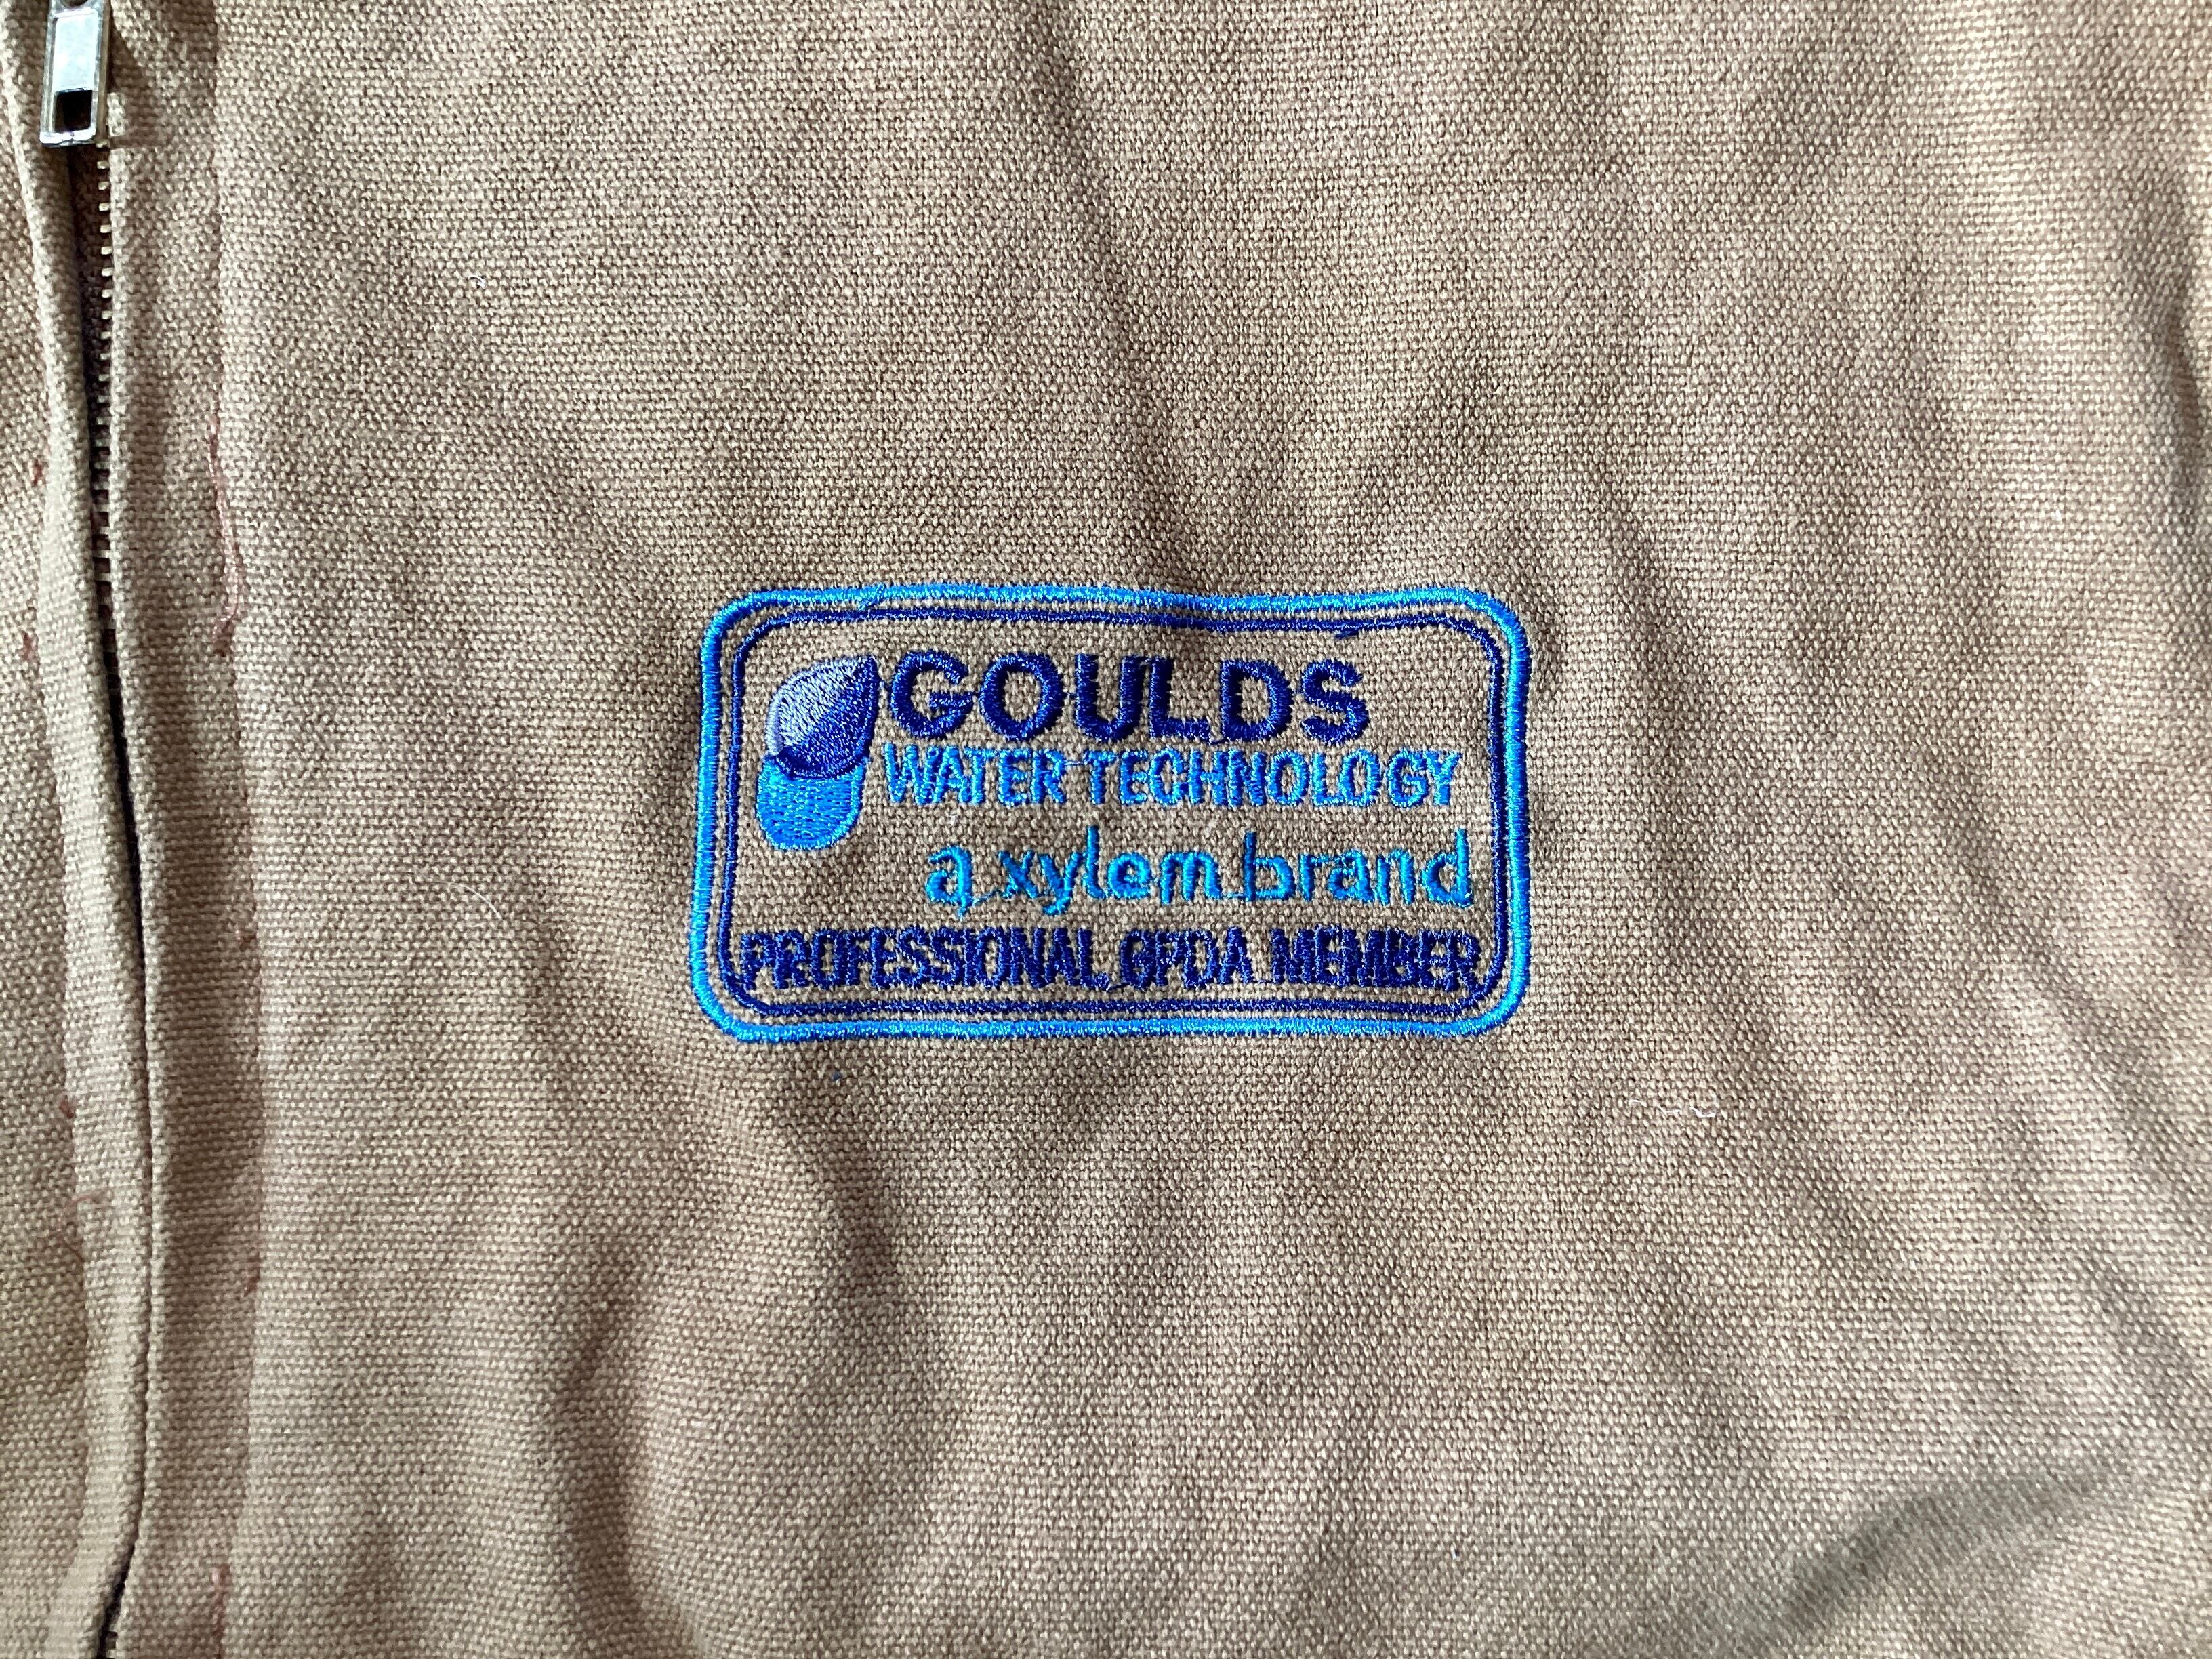 GOULDS
WATER TECHNOLOGY
a xylem brand
PROFESSIONAL GPDA MEMBER